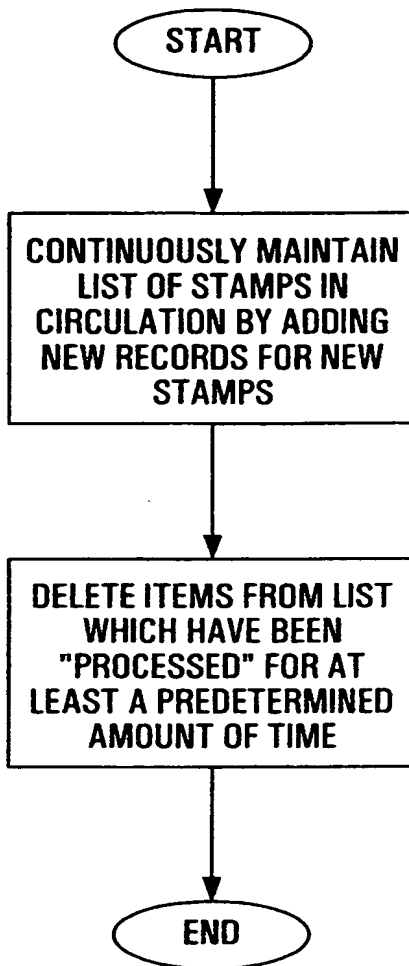 START
CONTINUOUSLY MAINTAIN
LIST OF STAMPS IN
CIRCULATION BY ADDING
NEW RECORDS FOR NEW
STAMPS
DELETE ITEMS FROM LIST
WHICH HAVE BEEN
"PROCESSED" FOR AT
LEAST A PREDETERMINED
AMOUNT OF TIME
END